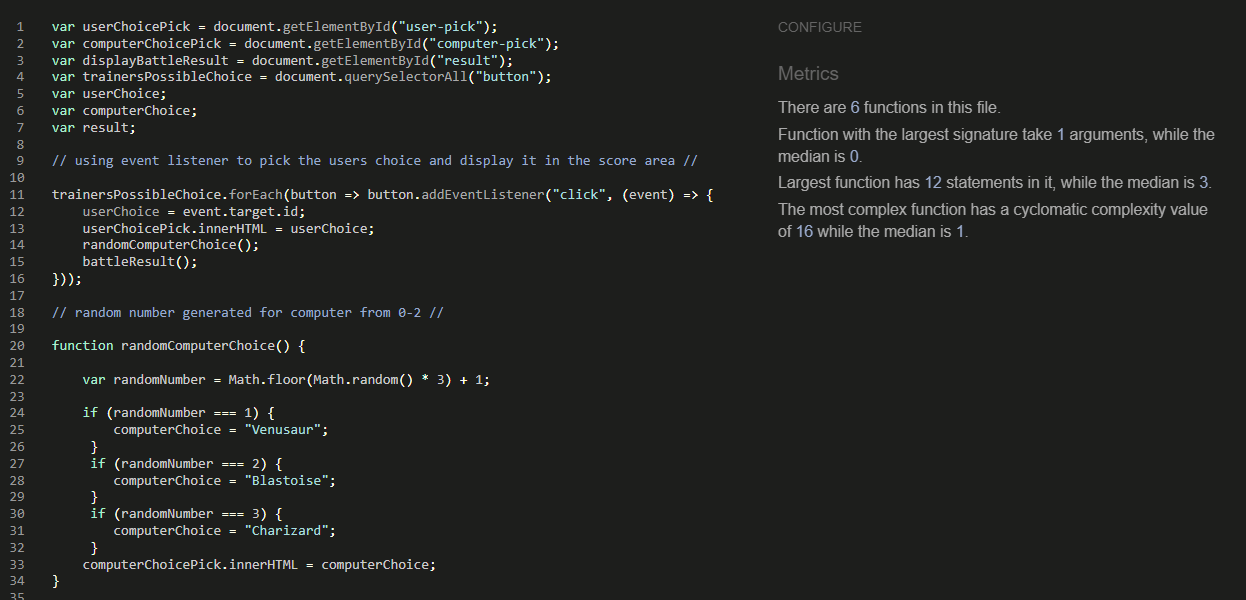 1 var userChoicePick = document.getElementById("user-pick");
2 var computerChoicePick = document.getElementById("computer-pick");
3 var displayBattleResult = document.getElementById("result");
4 var trainersPossibleChoice = document.querySelectorAll("button");
5 var userChoice;
6 var computerChoice;
7 var result;
8
9 // using event listener to pick the users choice and display it in the score area //
10
11 trainersPossibleChoice.forEach(button => button.addEventListener("click", (event) => {
12 userChoice = event.target.id;
13 userChoicePick.innerHTML = userChoice;
14 randomComputerChoice();
15 battleResult();
16 }));
17
18 // random number generated for computer from 0-2 //
19
20 function randomComputerChoice() {
21
22 var randomNumber = Math.floor(Math.random() * 3) + 1;
23
24 if (randomNumber === 1) {
25 computerChoice = "Venusaur";
26 }
27 if (randomNumber === 2) {
28 computerChoice = "Blastoise";
29 }
30 if (randomNumber === 3) {
31 computerChoice = "Charizard";
32 }
33 computerChoicePick.innerHTML = computerChoice;
34 }
35
CONFIGURE
Metrics
There are 6 functions in this file.
Function with the largest signature take 1 arguments, while the
median is 0.
Largest function has 12 statements in it, while the median is 3.
The most complex function has a cyclomatic complexity value
of 16 while the median is 1.